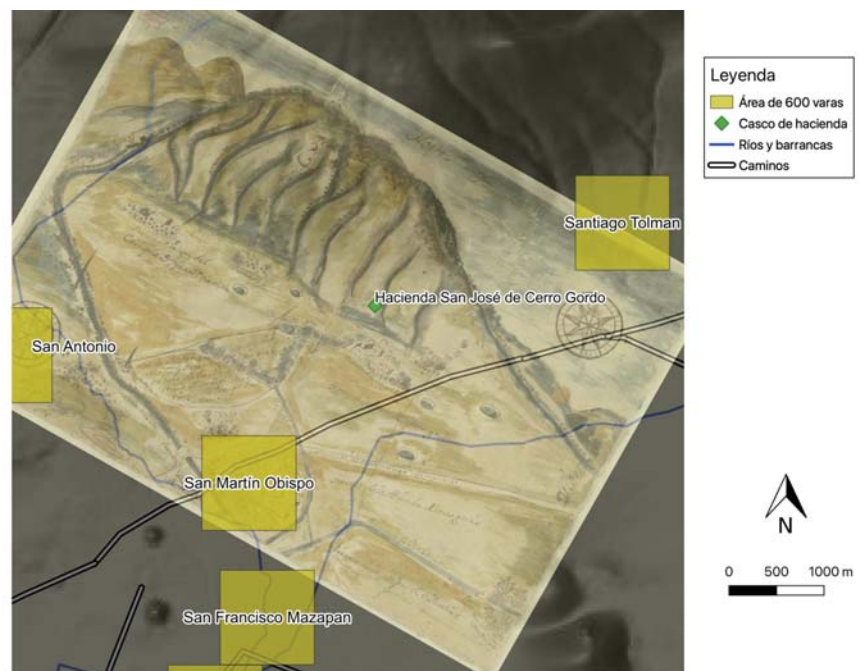 Leyenda
Área de 600 varas
Casco de hacienda
Ríos y barrancas
Caminos
Santiago Tolman
Hacienda San José de Cerro Gordo
San Antonio
San Martín Obispo
San Francisco Mazapan
N
0 500 1000 m